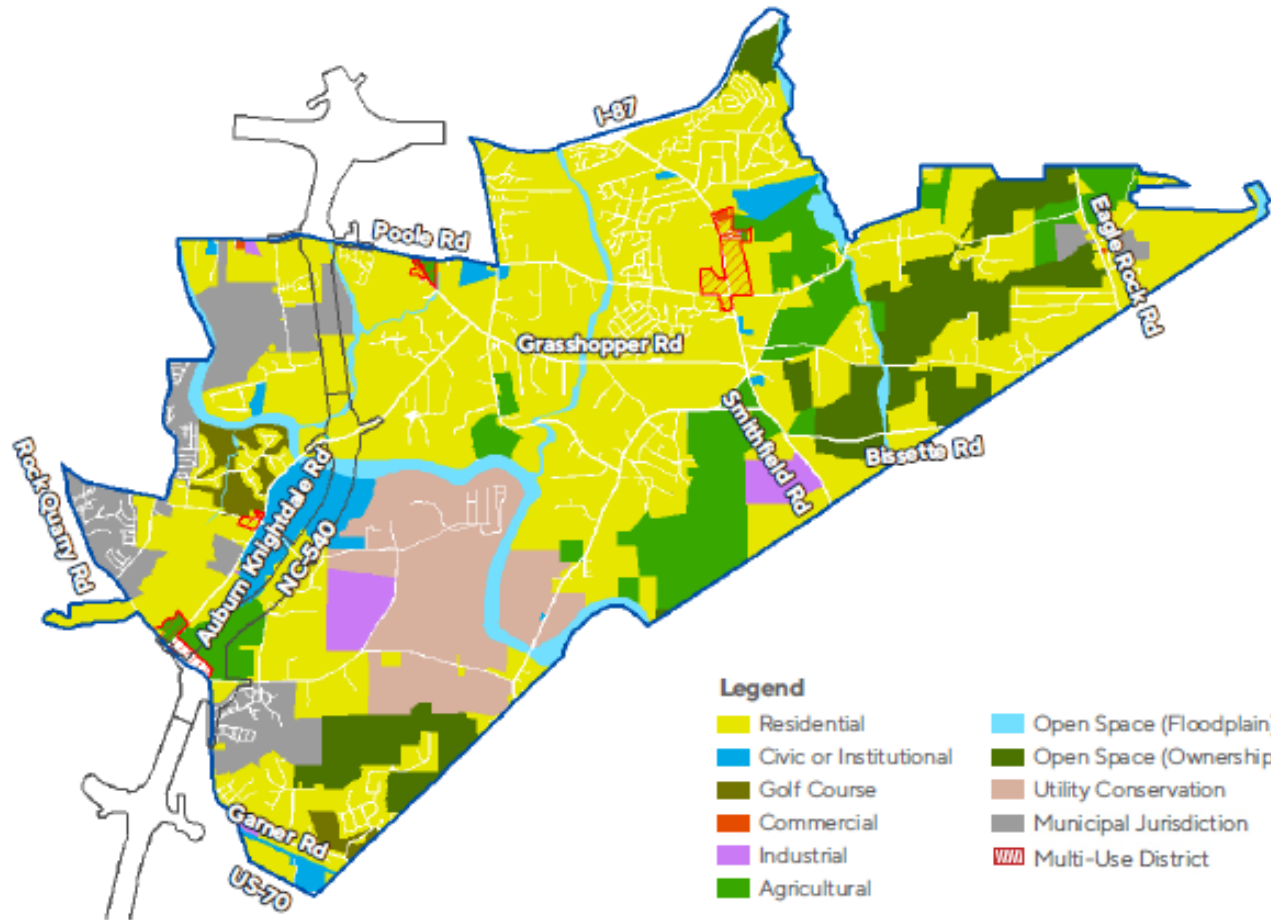 I-87
Poole Rd
Eagle Rock Rd
Grasshopper Rd
Smithfield Rd
Bissette Rd
Rock Quarry Rd
Auburn Knightdale Rd
NC-540
Garner Rd
US-70
Legend
Residential
Civic or Institutional
Golf Course
Commercial
Industrial
Agricultural
Open Space (Floodplain)
Open Space (Ownership
Utility Conservation
Municipal Jurisdiction
Multi-Use District